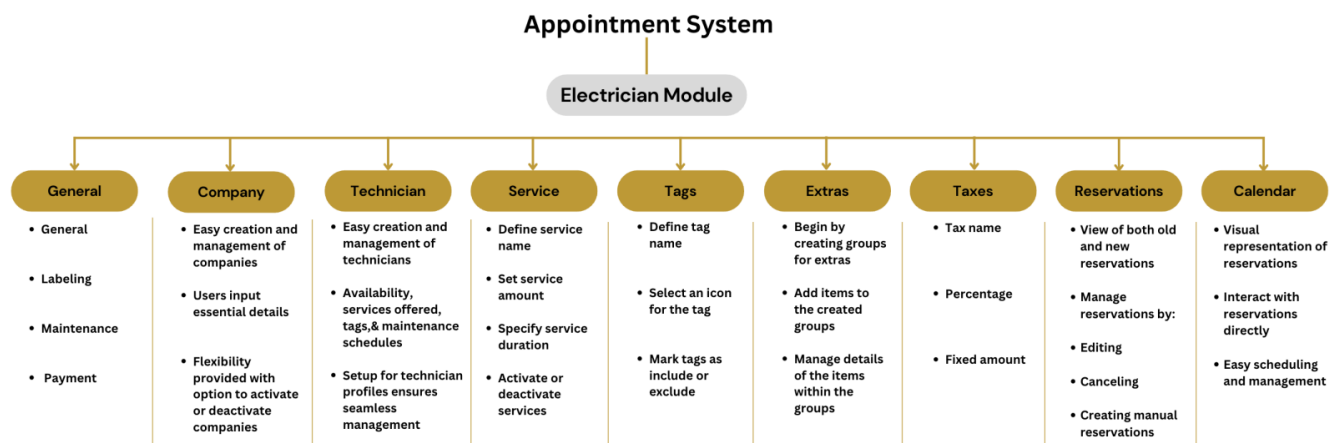 Appointment System
Electrician Module
General
• General
• Labeling
• Maintenance
• Payment
Company
• Easy creation and
management of
companies
• Users input
essential details
• Flexibility
provided with
option to activate
or deactivate
companies
Technician
• Easy creation and
management of
technicians
• Availability,
services offered,
tags,& maintenance
schedules
• Setup for technician
profiles ensures
seamless
management
Service
• Define service
name
• Set service
amount
• Specify service
duration
• Activate or
deactivate
services
Tags
• Define tag
name
• Select an icon
for the tag
• Mark tags as
include or
exclude
Extras
• Begin by
creating groups
for extras
• Add items to
the created
groups
• Manage details
of the items
within the
groups
Taxes
• Tax name
• Percentage
• Fixed amount
Reservations
• View of both old
and new
reservations
• Manage
reservations by:
• Editing
• Canceling
• Creating manual
reservations
Calendar
• Visual
representation of
reservations
• Interact with
reservations
directly
• Easy scheduling
and management